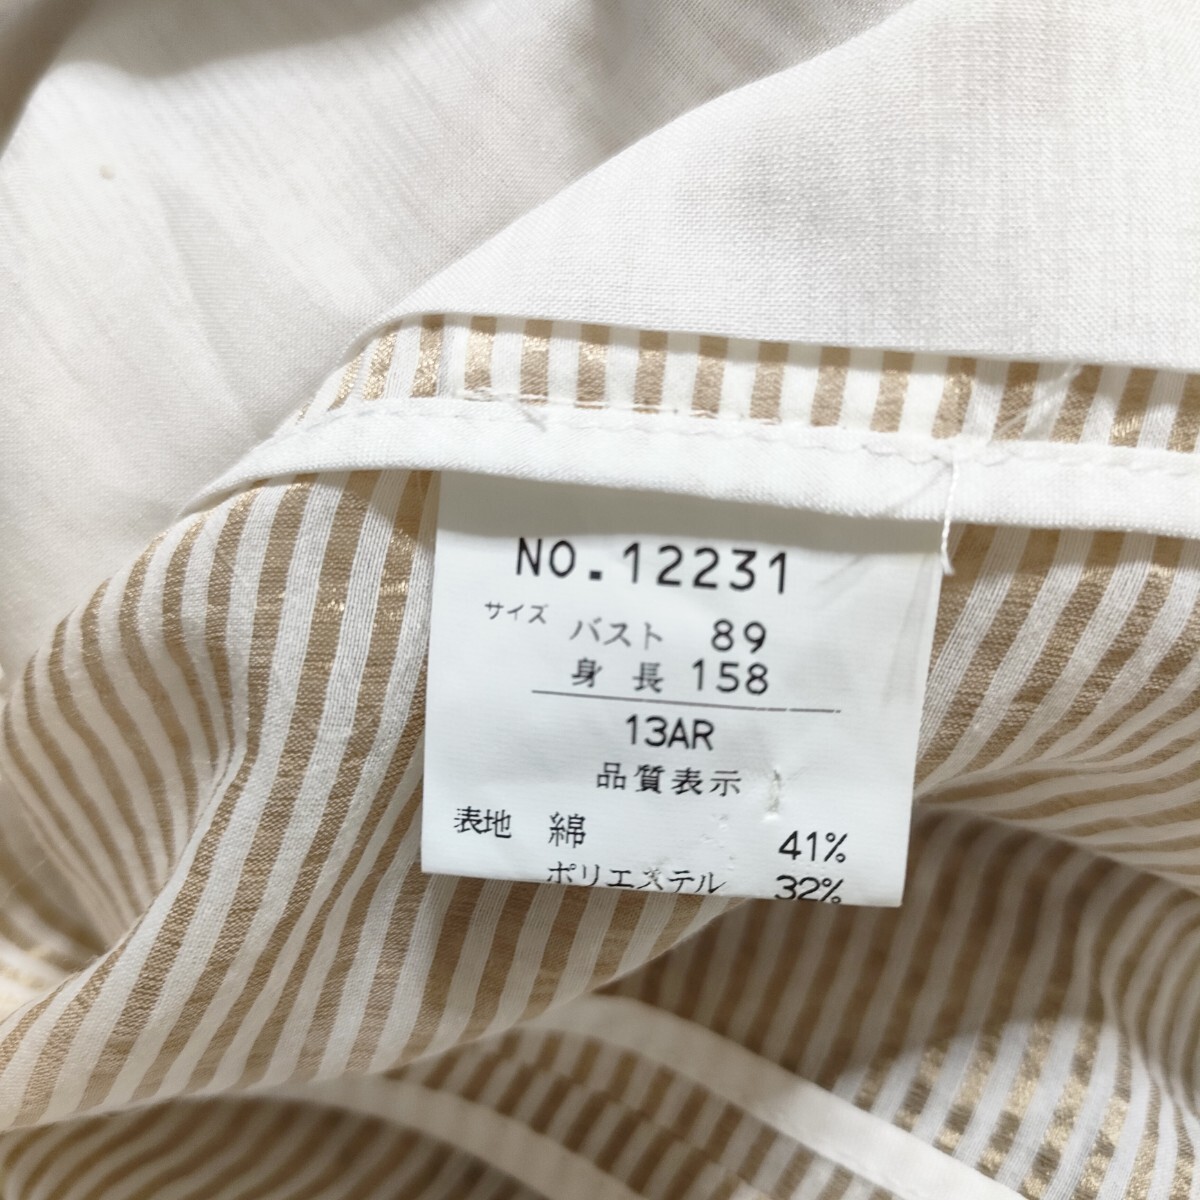 NO.12231
サイズ バスト 89
身長 158
13AR
品質表示
表地 綿 41%
ポリエステル 32%